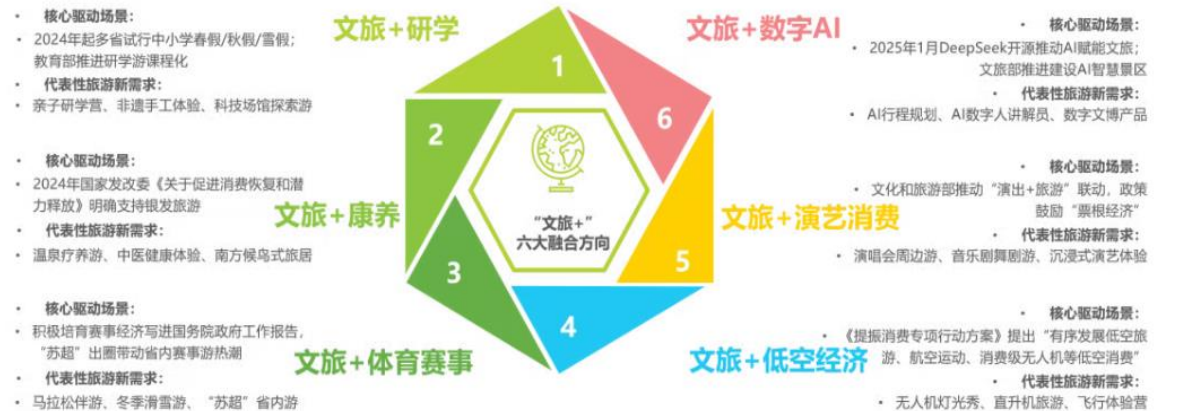 文旅+研学
1
• 核心驱动场景：
• 2024年起多省试行中小学春假/秋假/雪假；
教育部推进研学游课程化
• 代表性旅游新需求：
• 亲子研学营、非遗手工体验、科技场馆探索游
文旅+康养
2
• 核心驱动场景：
• 2024年国家发改委《关于促进消费恢复和潜
力释放》明确支持银发旅游
• 代表性旅游新需求：
• 温泉疗养游、中医健康体验、南方候鸟式旅居
文旅+体育赛事
3
• 核心驱动场景：
• 积极培育赛事经济写进国务院政府工作报告，
“苏超”出圈带动省内赛事游热潮
• 代表性旅游新需求：
• 马拉松伴游、冬季滑雪游、“苏超”省内游
“文旅+”
六大融合方向
文旅+低空经济
4
• 核心驱动场景：
• 《提振消费专项行动方案》提出“有序发展低空旅
游、航空运动、消费级无人机等低空消费”
• 代表性旅游新需求：
• 无人机灯光秀、直升机旅游、飞行体验营
文旅+演艺消费
5
• 核心驱动场景：
• 文化和旅游部推动“演出+旅游”联动，政策
鼓励“票根经济”
• 代表性旅游新需求：
• 演唱会周边游、音乐剧舞剧游、沉浸式演艺体验
文旅+数字AI
6
• 核心驱动场景：
• 2025年1月DeepSeek开源推动AI赋能文旅；
文旅部推进建设AI智慧景区
• 代表性旅游新需求：
• AI行程规划、AI数字人讲解员、数字文博产品